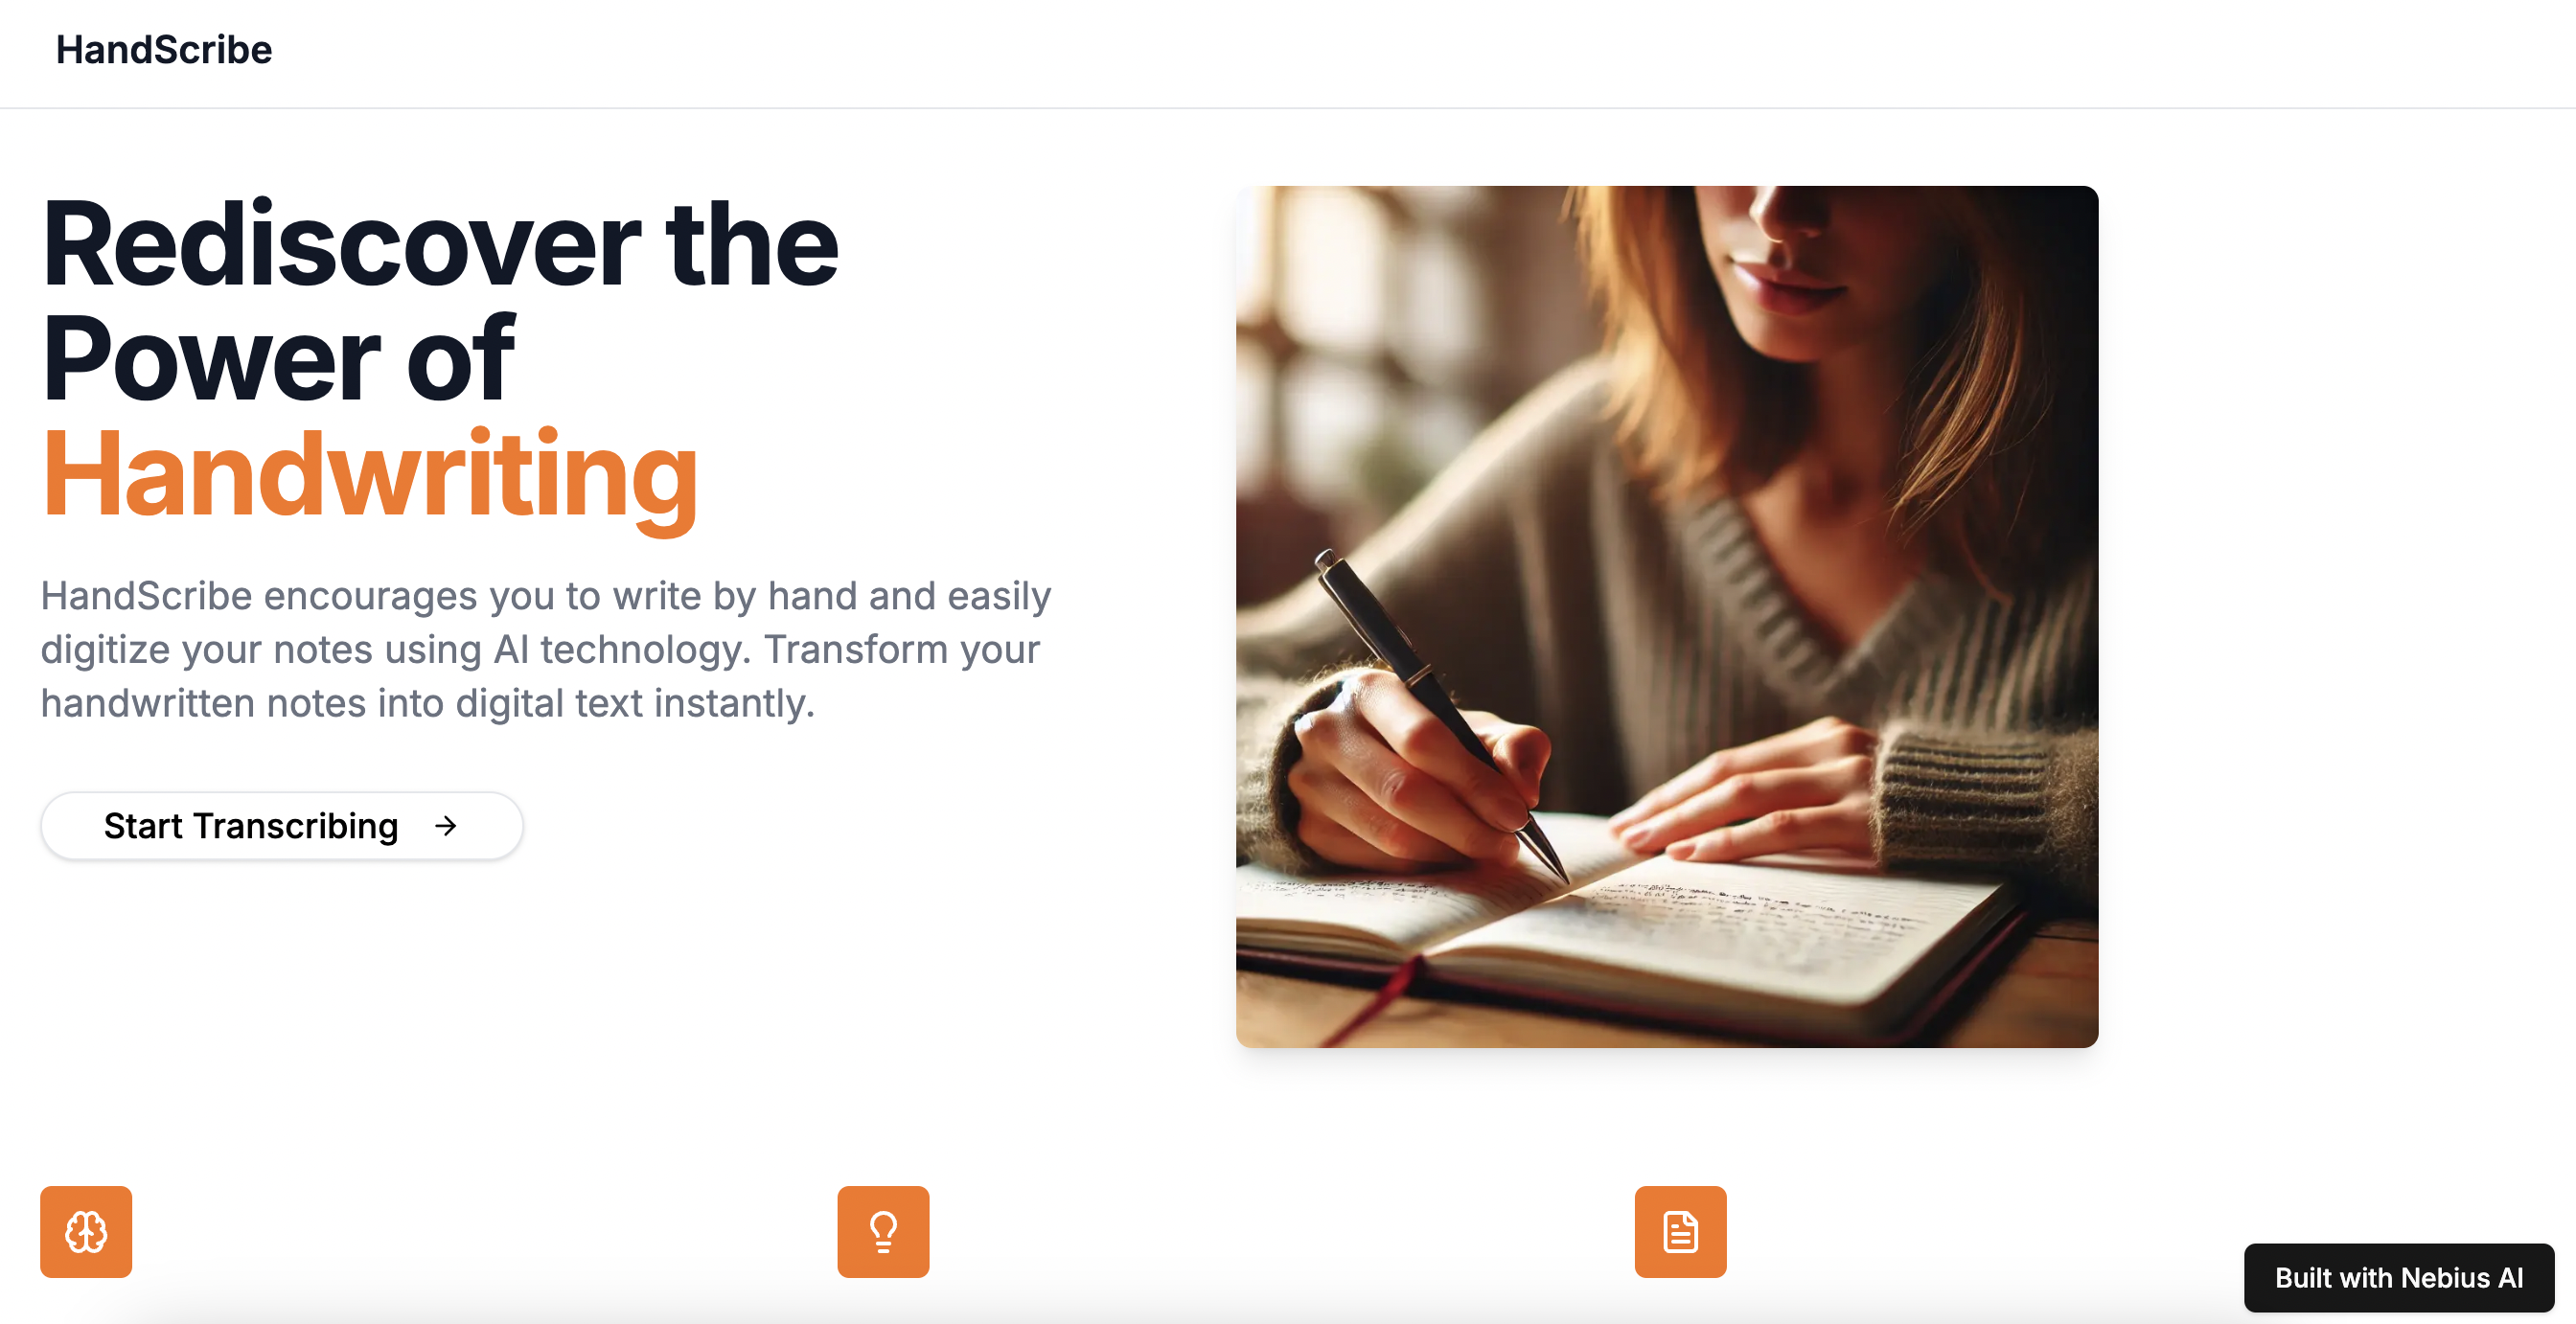 HandScribe
Rediscover the
Power of
Handwriting
HandScribe encourages you to write by hand and easily
digitize your notes using AI technology. Transform your
handwritten notes into digital text instantly.
Start Transcribing →
Built with Nebius AI